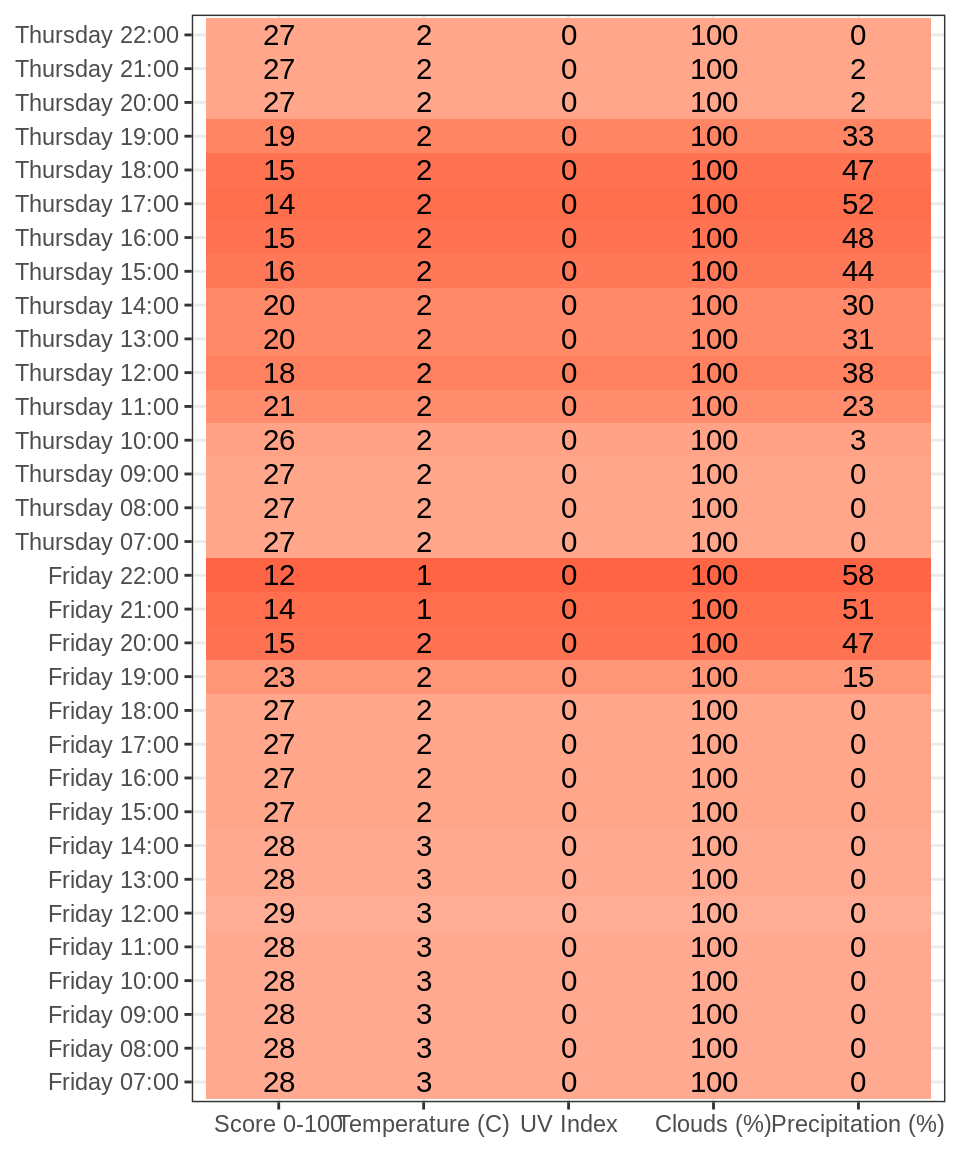 Thursday 22:00 27 2 0 100 0
Thursday 21:00 27 2 0 100 2
Thursday 20:00 27 2 0 100 2
Thursday 19:00 19 2 0 100 33
Thursday 18:00 15 2 0 100 47
Thursday 17:00 14 2 0 100 52
Thursday 16:00 15 2 0 100 48
Thursday 15:00 16 2 0 100 44
Thursday 14:00 20 2 0 100 30
Thursday 13:00 20 2 0 100 31
Thursday 12:00 18 2 0 100 38
Thursday 11:00 21 2 0 100 23
Thursday 10:00 26 2 0 100 3
Thursday 09:00 27 2 0 100 0
Thursday 08:00 27 2 0 100 0
Thursday 07:00 27 2 0 100 0
Friday 22:00 12 1 0 100 58
Friday 21:00 14 1 0 100 51
Friday 20:00 15 2 0 100 47
Friday 19:00 23 2 0 100 15
Friday 18:00 27 2 0 100 0
Friday 17:00 27 2 0 100 0
Friday 16:00 27 2 0 100 0
Friday 15:00 27 2 0 100 0
Friday 14:00 28 3 0 100 0
Friday 13:00 28 3 0 100 0
Friday 12:00 29 3 0 100 0
Friday 11:00 28 3 0 100 0
Friday 10:00 28 3 0 100 0
Friday 09:00 28 3 0 100 0
Friday 08:00 28 3 0 100 0
Friday 07:00 28 3 0 100 0
Score 0-100 Temperature (C) UV Index Clouds (%) Precipitation (%)